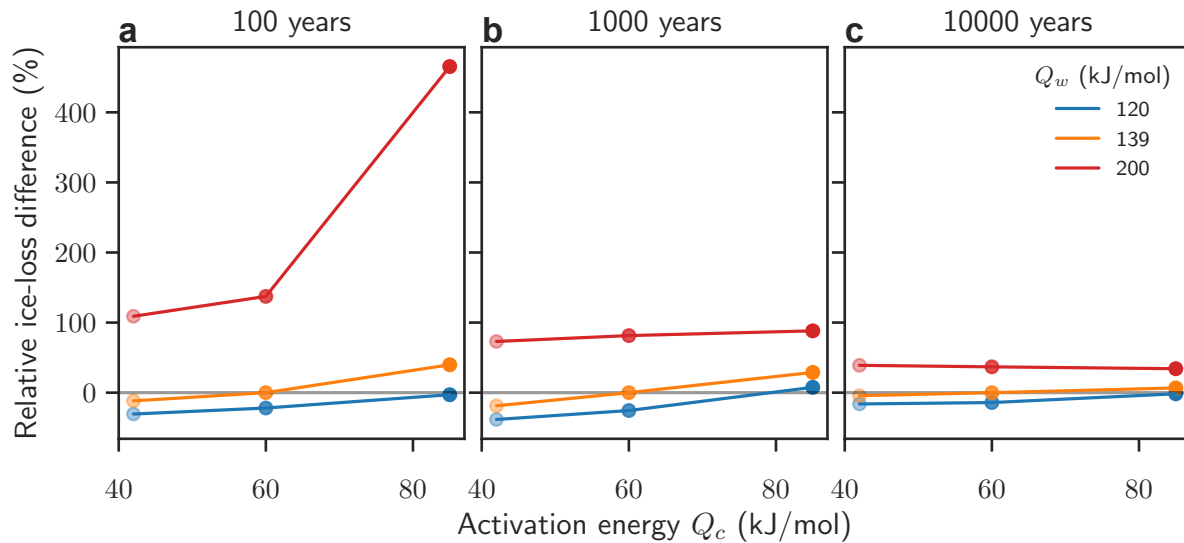 a 100 years b 1000 years c 10000 years
Relative ice-loss difference (%)
400
300
200
100
0
Q_w (kJ/mol)
120
139
200
40 60 80 40 60 80 40 60 80
Activation energy Q_c (kJ/mol)